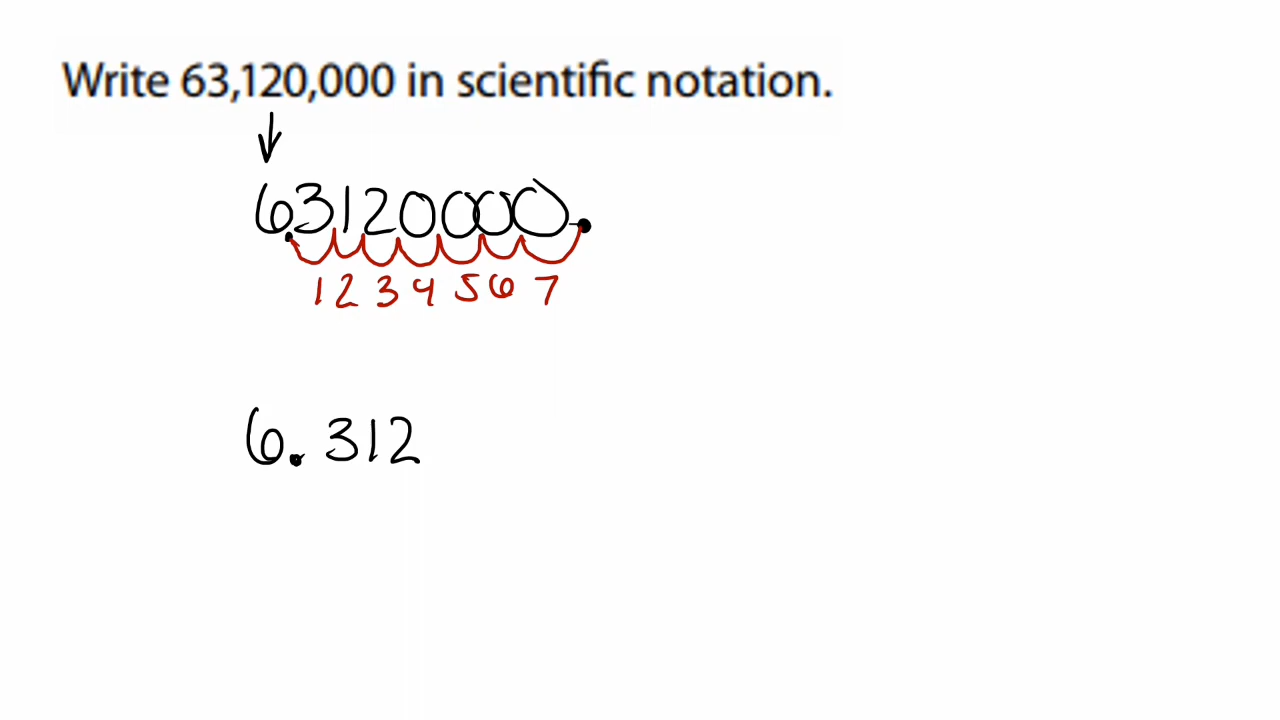 Write 63,120,000 in scientific notation.
63120000.
1 2 3 4 5 6 7
6.312